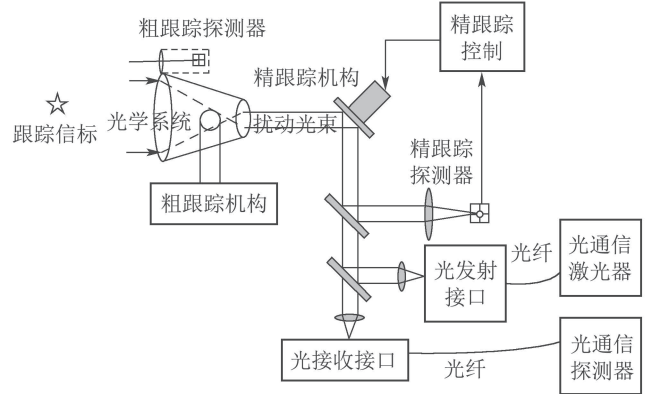 粗跟踪探测器
精跟踪
控制
精跟踪机构
跟踪信标
光学系统
扰动光束
精跟踪
探测器
粗跟踪机构
光发射
接口
光纤
光通信
激光器
光接收接口
光纤
光通信
探测器